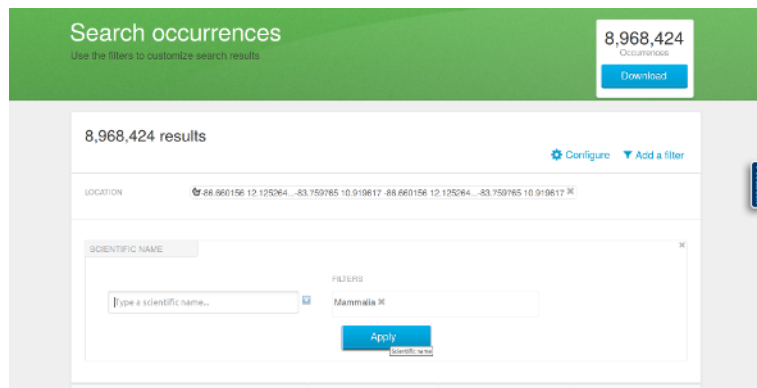 Search occurrences
Use the filters to customize search results
8,968,424
Occurrences
Download
8,968,424 results
Configure
Add a filter
LOCATION
-86.660156 12.125264...-83.759765 10.919617 -86.660156 12.125264...-83.759765 10.919617
SCIENTIFIC NAME
FILTERS
Type a scientific name...
Mammalia
Apply
Scientific name